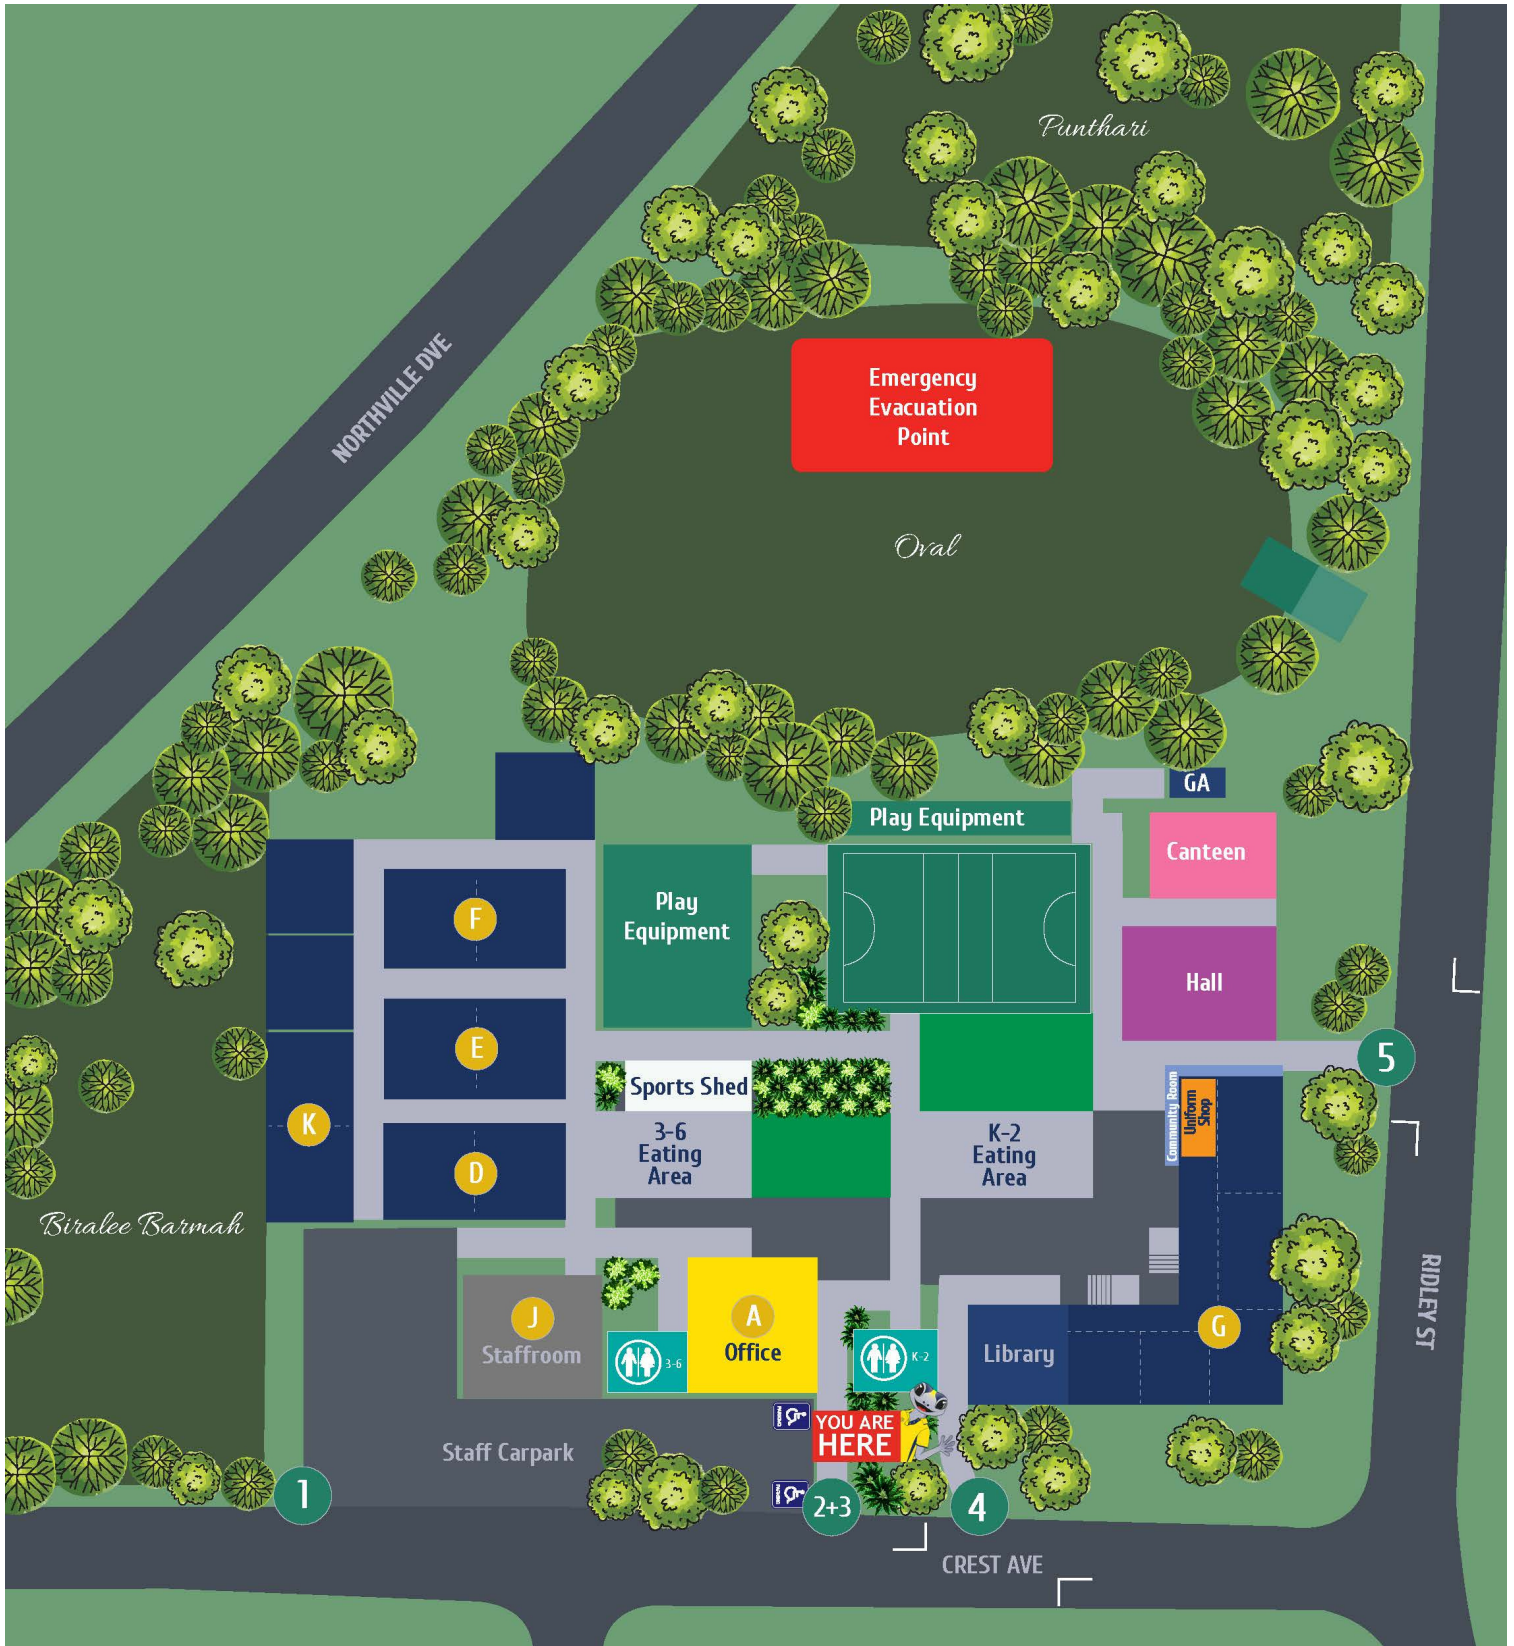 Punthari
NORTHVILLE DVE
Emergency
Evacuation
Point
Oval
GA
Play Equipment
Canteen
F
Play
Equipment
Hall
E
5
Sports Shed
Community Room
Uniform
Shop
K
3-6
Eating
Area
K-2
Eating
Area
D
Biralee Barmah
RIDLEY ST
J
Staffroom
3-6
A
Office
K-2
Library
G
YOU ARE
HERE
Staff Carpark
1
2+3
4
CREST AVE